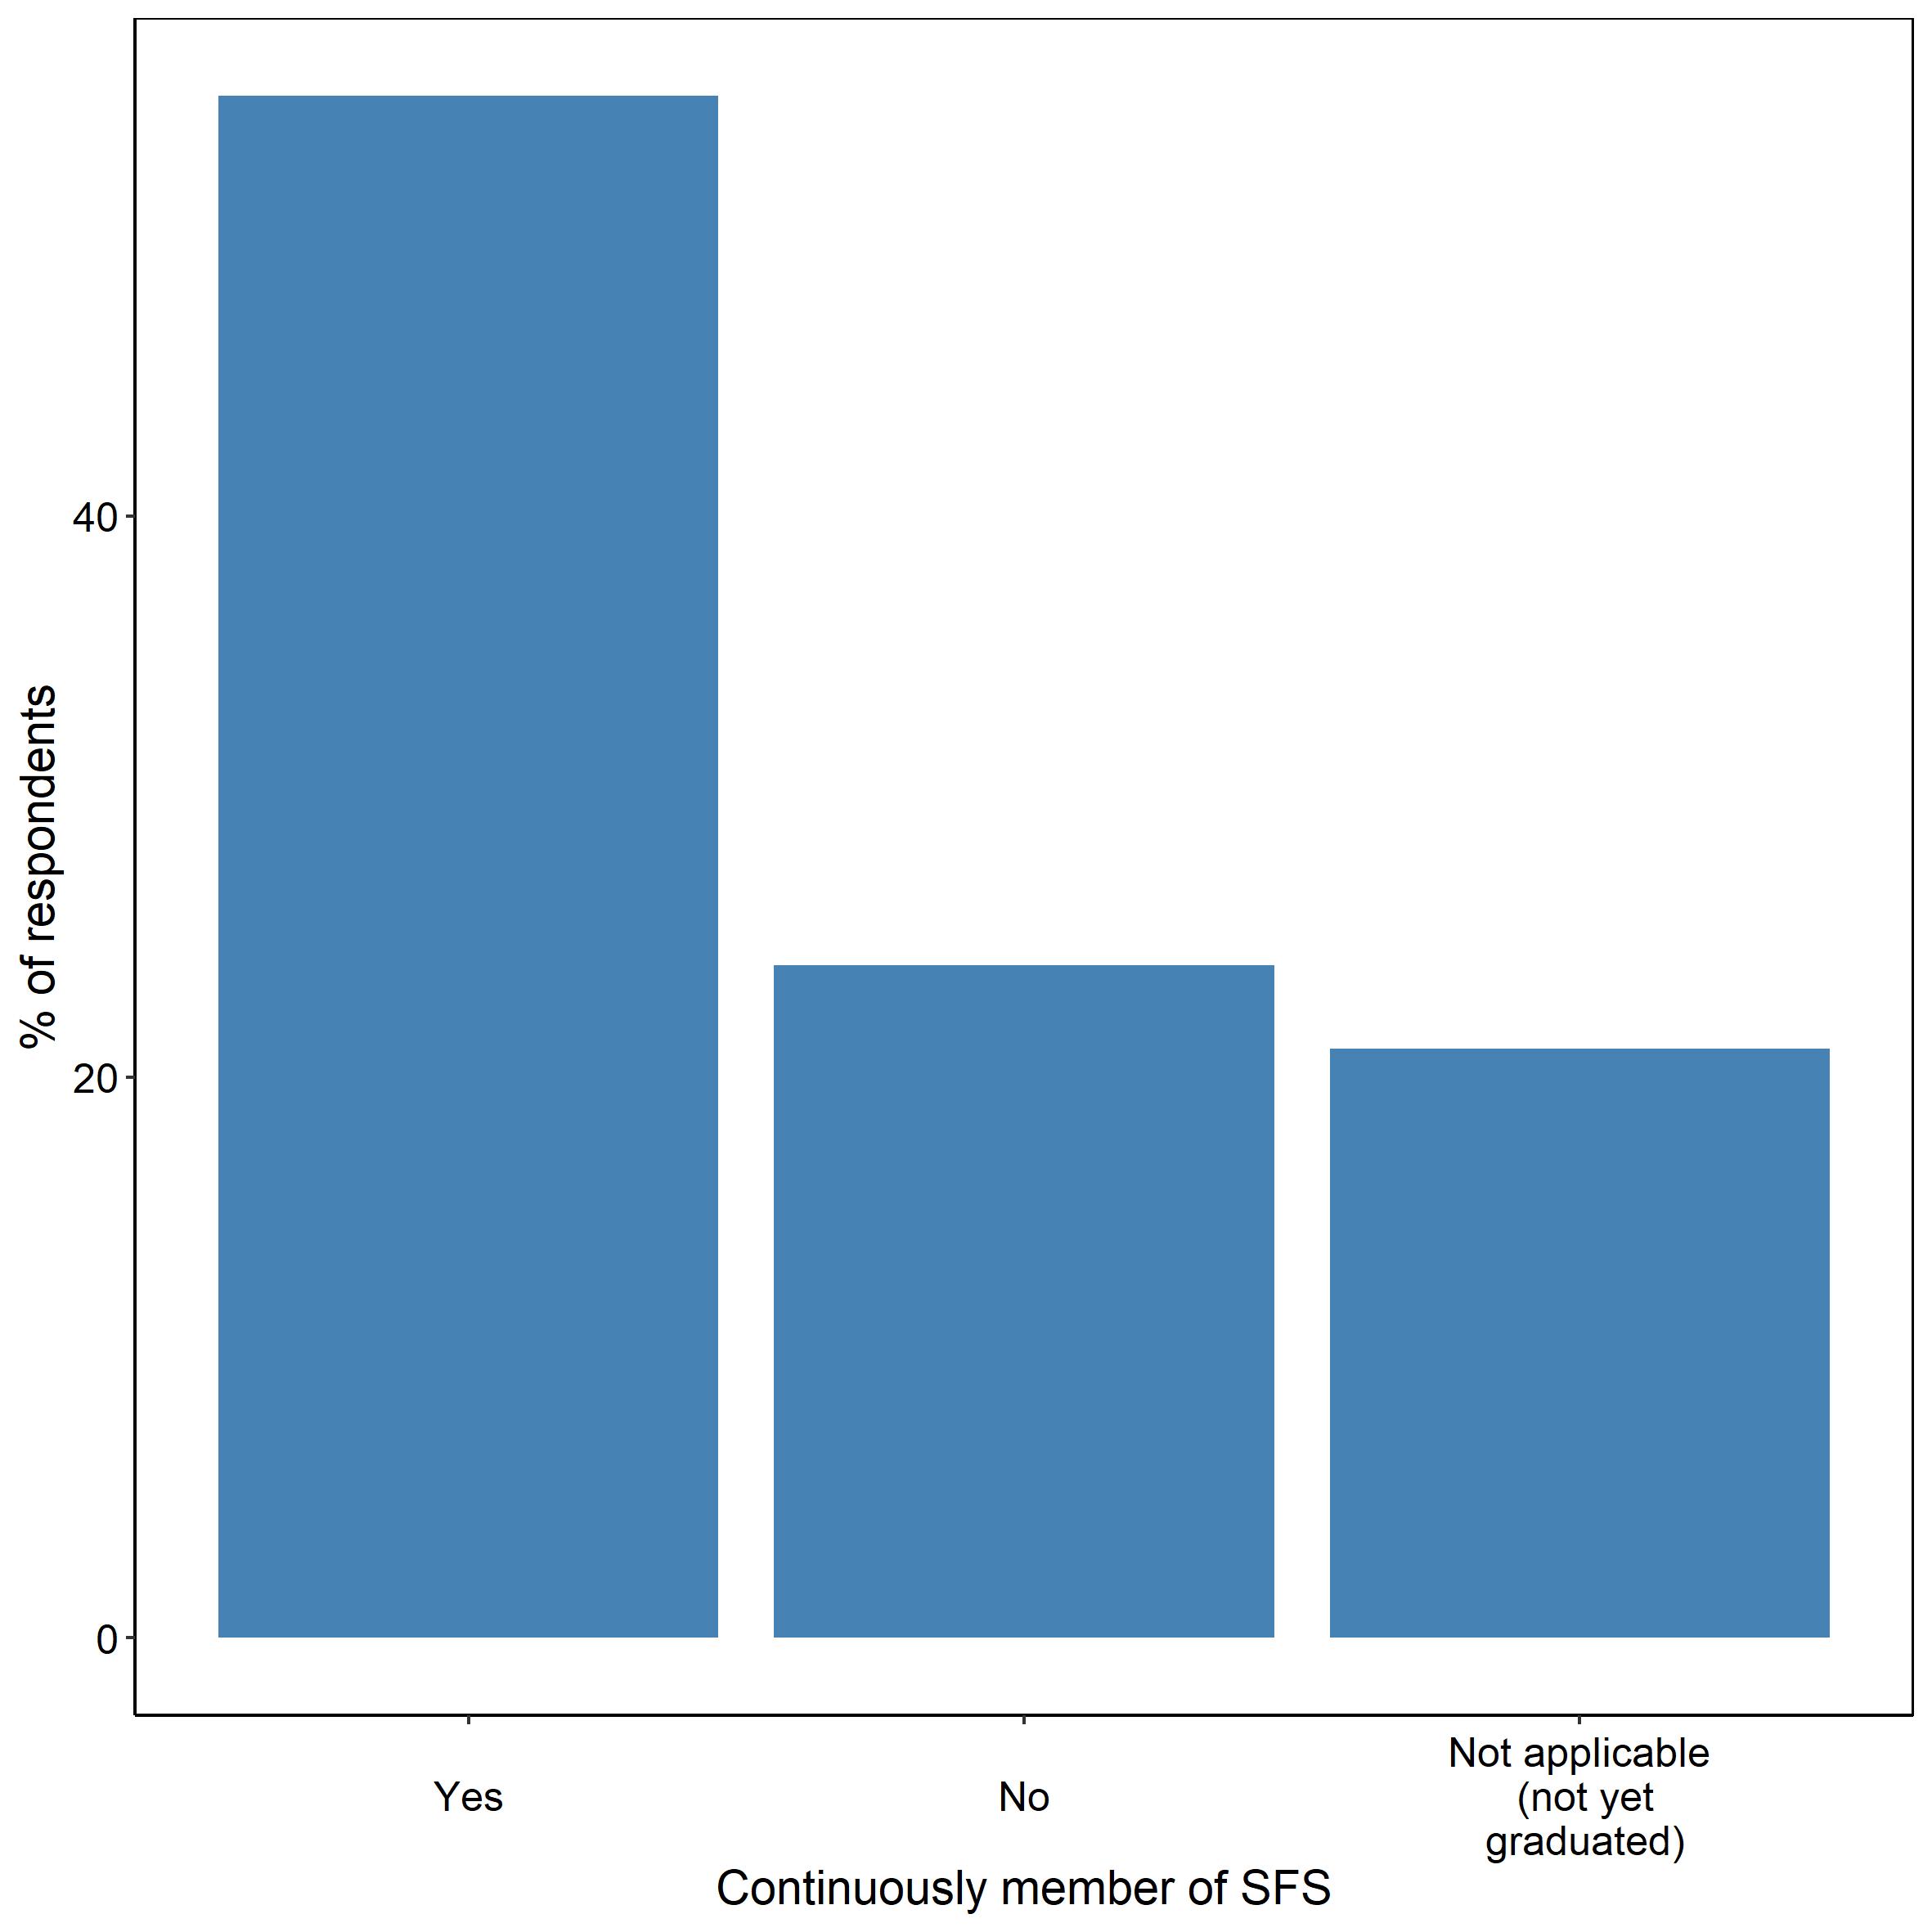 % of respondents
40
20
0
Yes
No
Not applicable
(not yet
graduated)
Continuously member of SFS